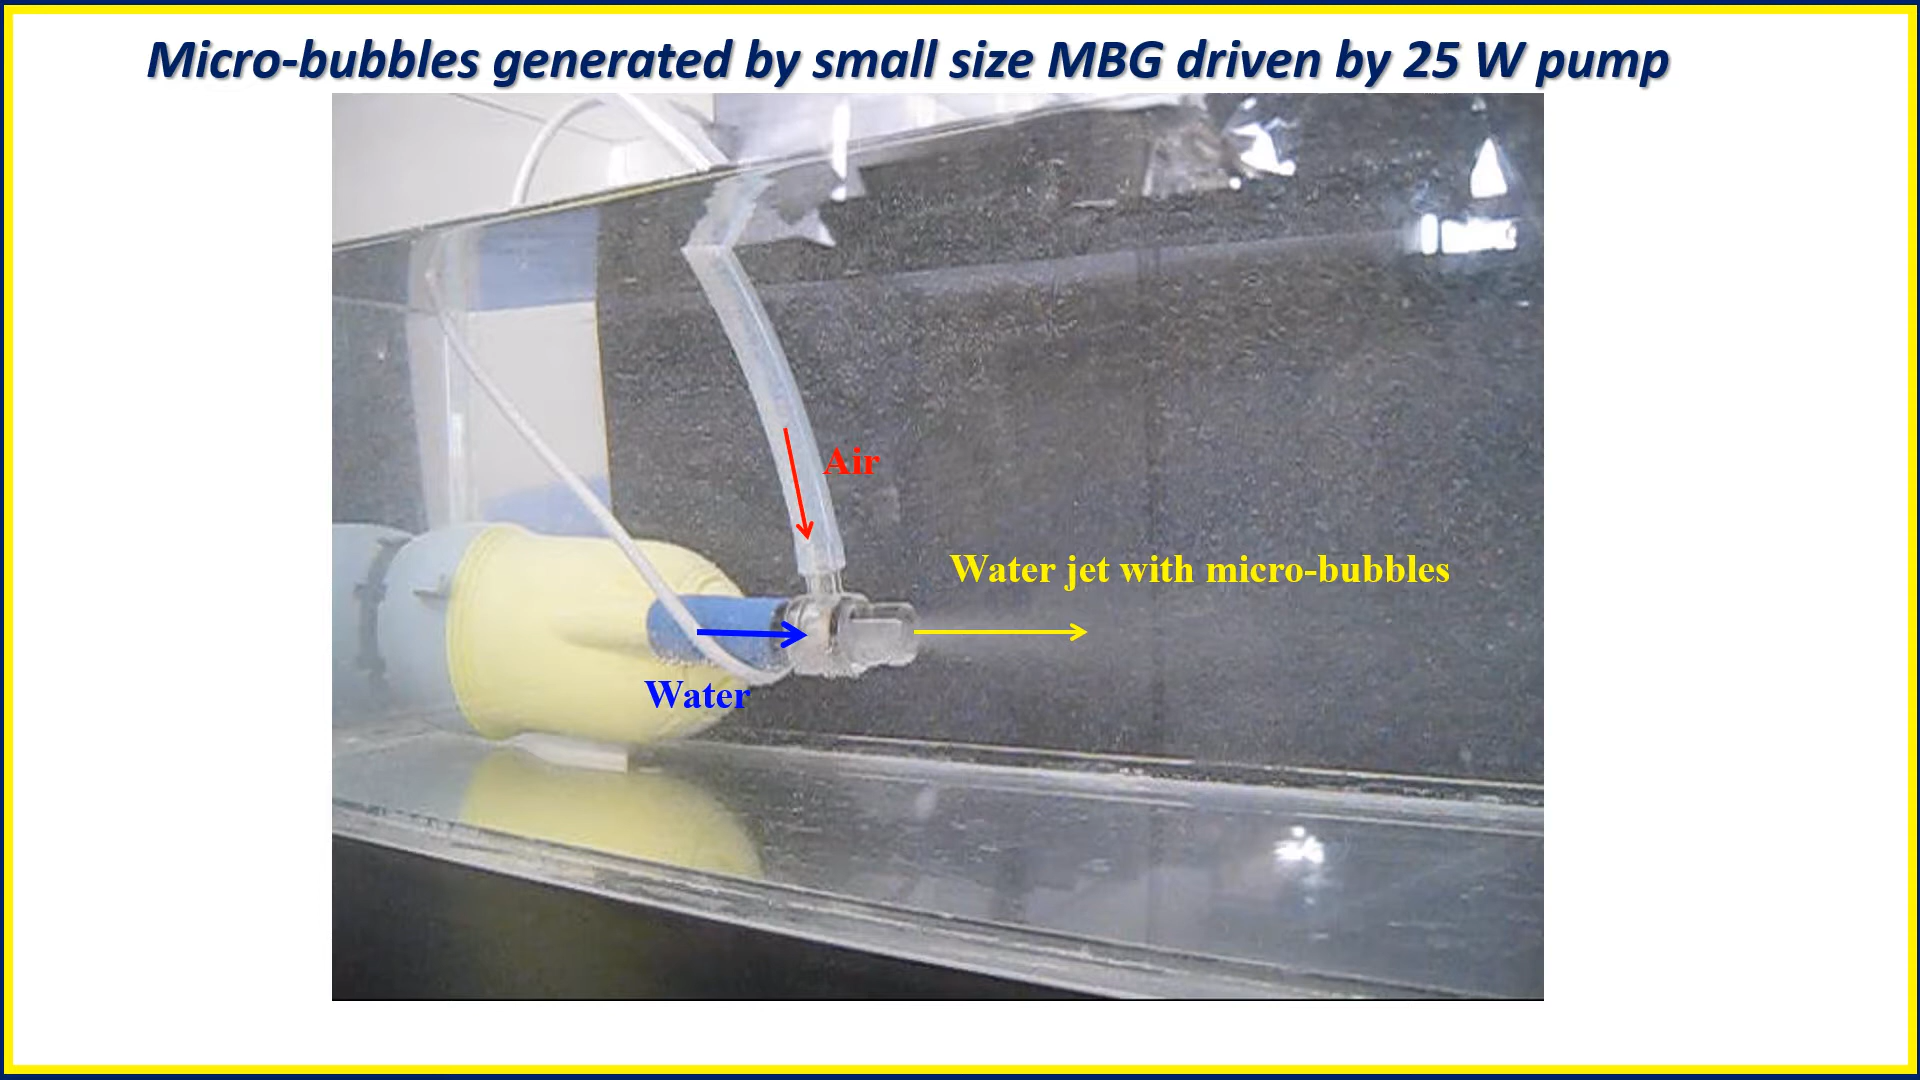 Micro-bubbles generated by small size MBG driven by 25 W pump
Air
Water jet with micro-bubbles
Water